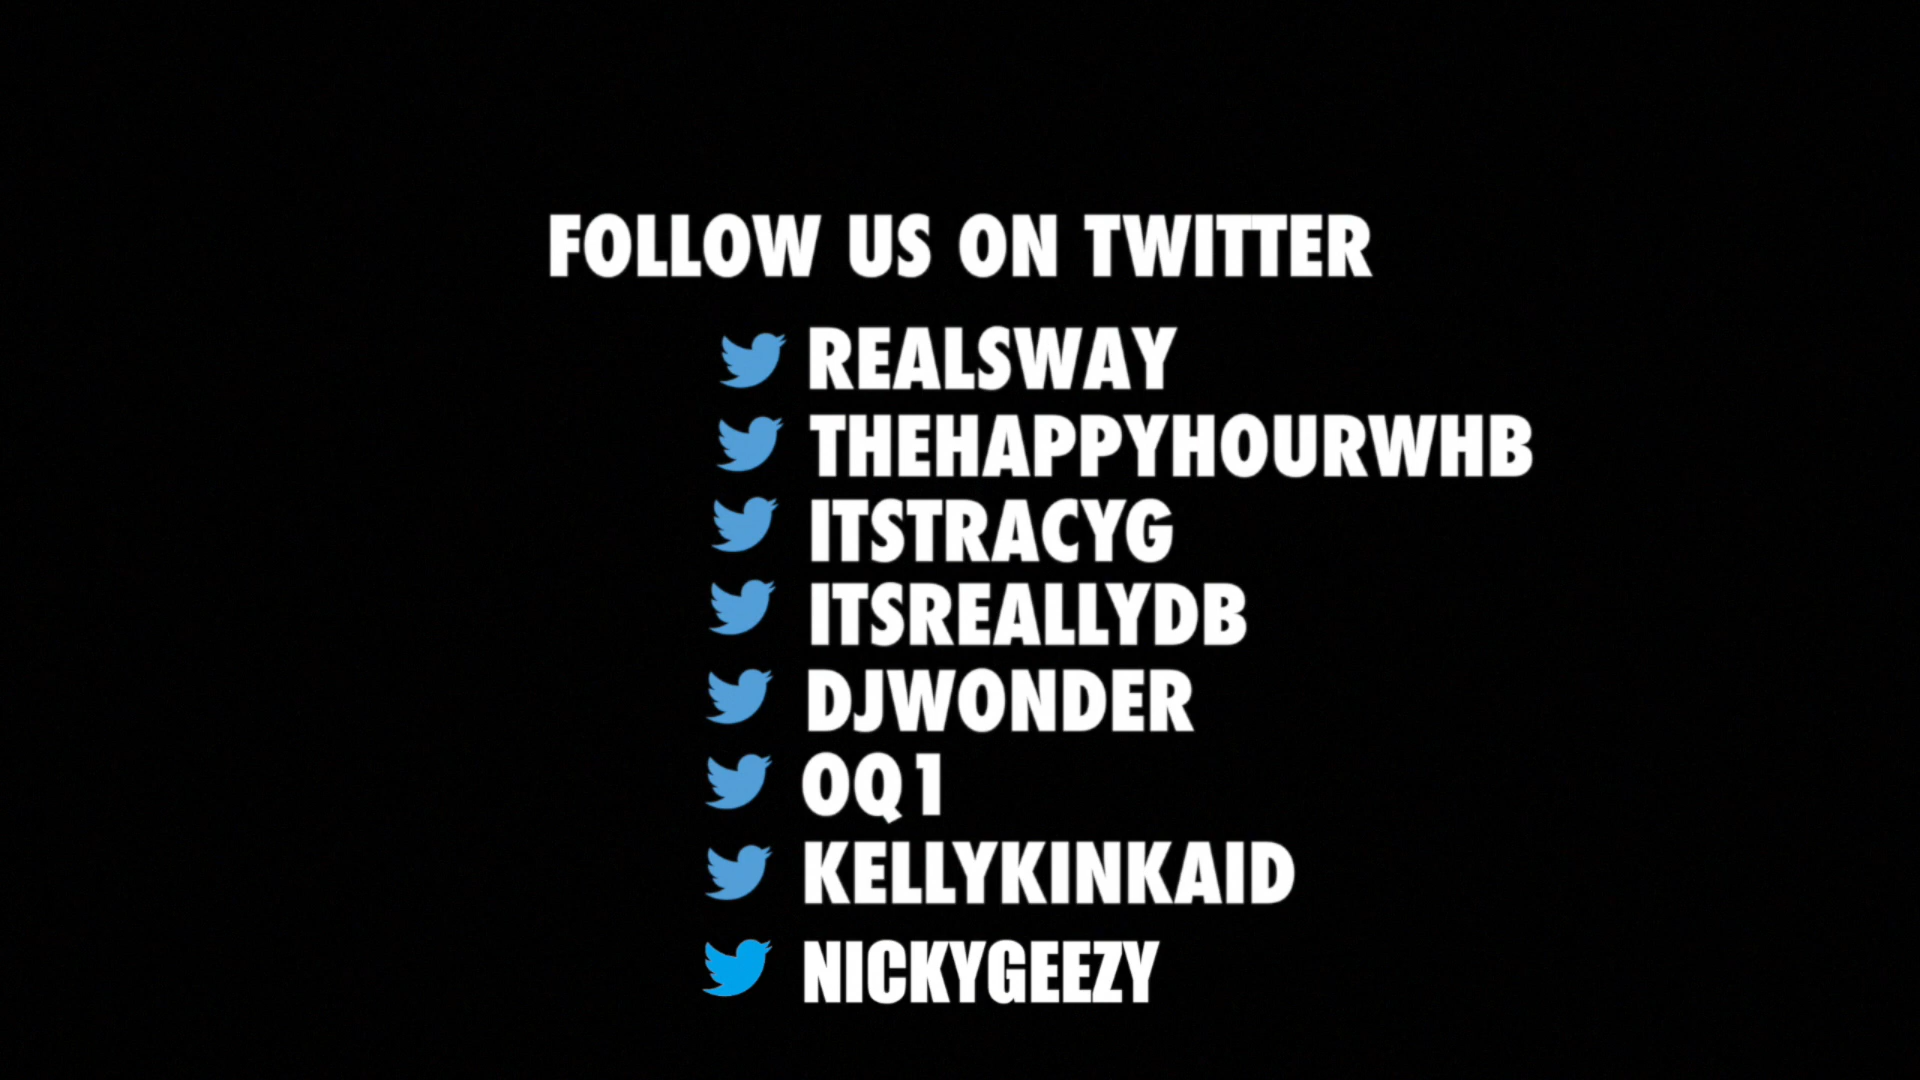 FOLLOW US ON TWITTER
REALSWAY
THEHAPPYHOURWHB
ITSTRACYG
ITSREALLYDB
DJWONDER
OQ1
KELLYKINKAID
NICKYGEEZY